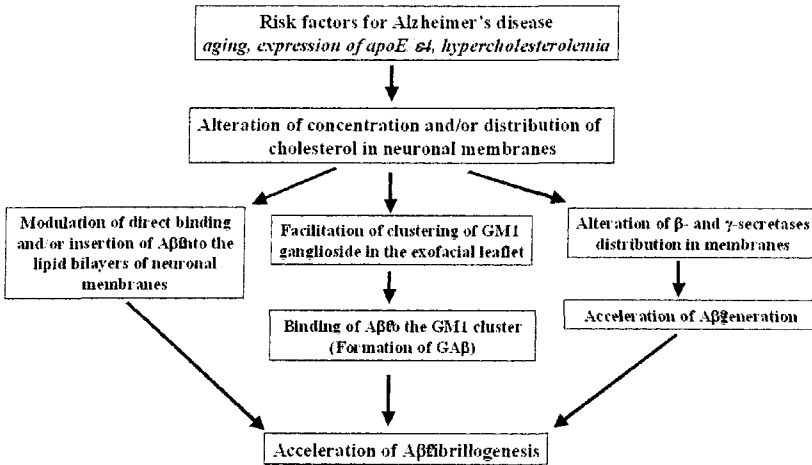 Risk factors for Alzheimer's disease
aging, expression of apoE ε4, hypercholesterolemia
Alteration of concentration and/or distribution of
cholesterol in neuronal membranes
Modulation of direct binding
and/or insertion of Aβ into the
lipid bilayers of neuronal
membranes
Facilitation of clustering of GM1
ganglioside in the exofacial leaflet
Binding of Aβ to the GM1 cluster
(Formation of GAβ)
Alteration of β- and γ-secretases
distribution in membranes
Acceleration of Aβ generation
Acceleration of Aβ fibrillogenesis